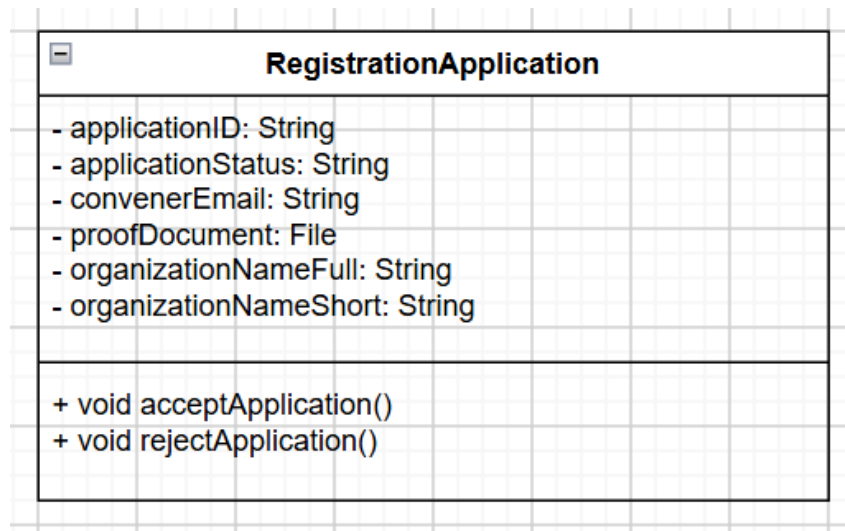 RegistrationApplication
- applicationID: String
- applicationStatus: String
- convenerEmail: String
- proofDocument: File
- organizationNameFull: String
- organizationNameShort: String
+ void acceptApplication()
+ void rejectApplication()